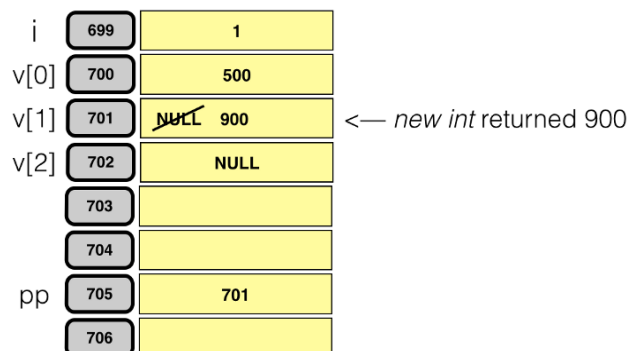 i 699 1
v[0] 700 500
v[1] 701 NULL 900 <— new int returned 900
v[2] 702 NULL
703
704
pp 705 701
706